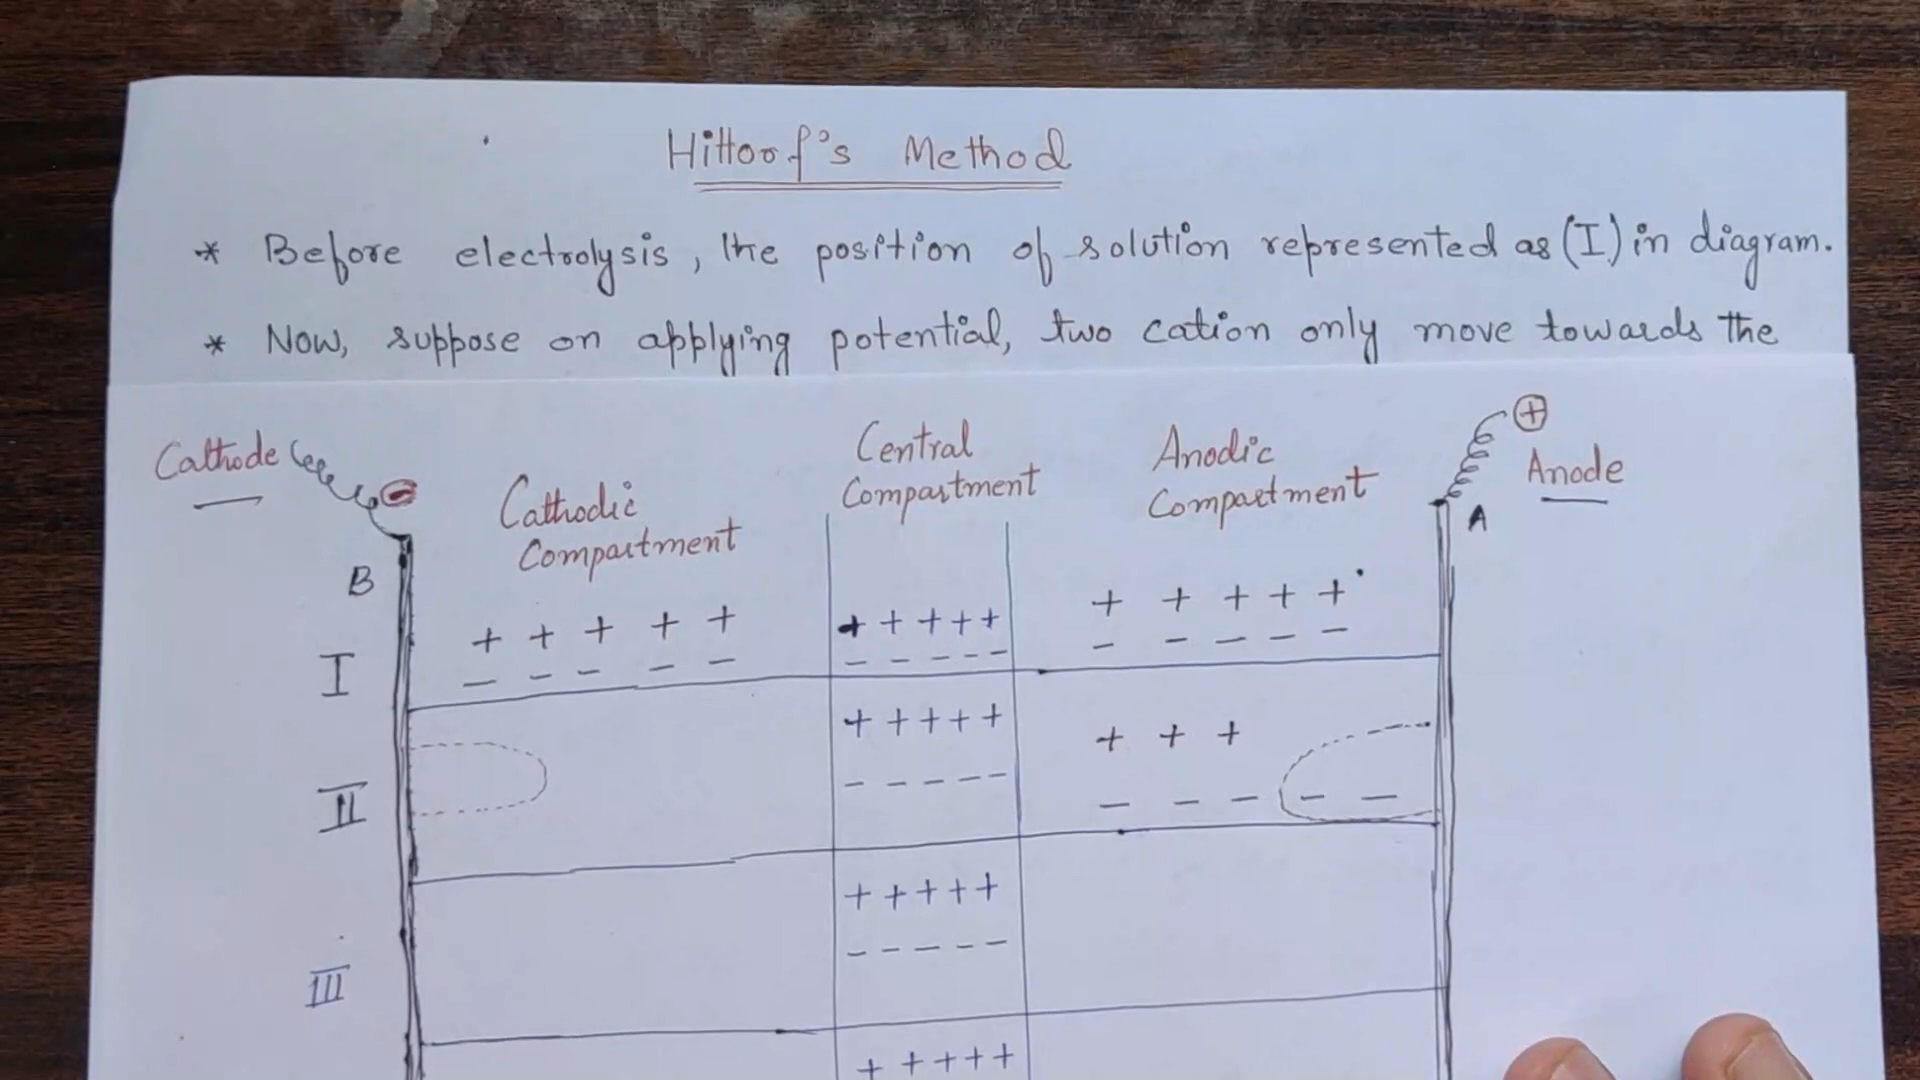 Hittorf's Method
* Before electrolysis, the position of solution represented as (I) in diagram.
* Now, suppose on applying potential, two cation only move towards the
Cathode
-
Cathodic
Compartment
Central
Compartment
Anodic
Compartment
+
Anode
A
B
I
+ + + + +
- - - - -
+ + + + +
- - - - -
+ + + + +
- - - - -
II
+ + + + +
- - - - -
+ + +
- - - - -
III
+ + + + +
- - - - -
+ + + + +